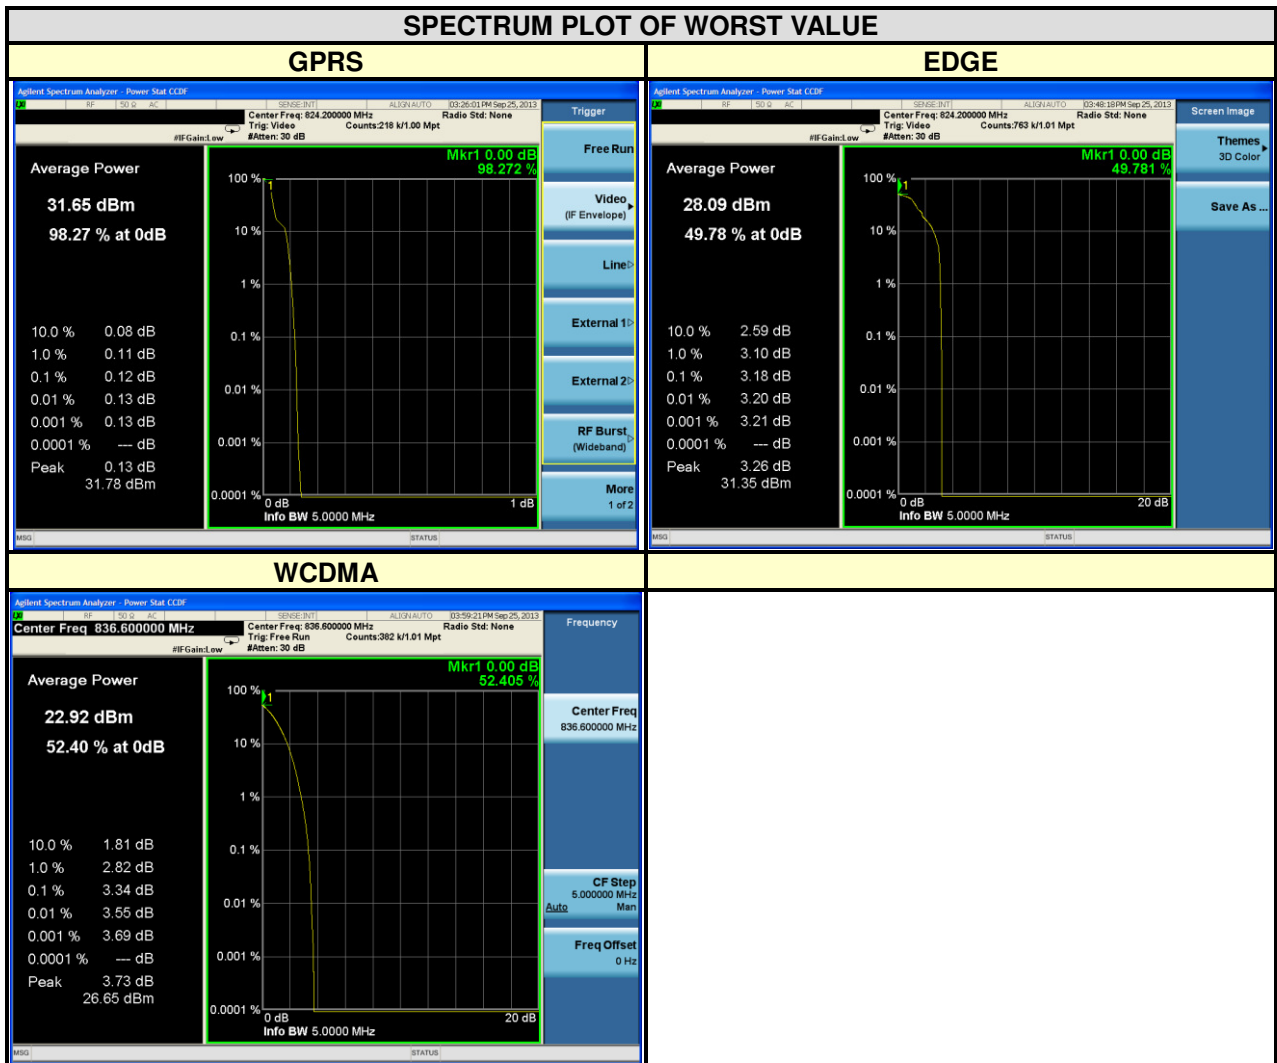 SPECTRUM PLOT OF WORST VALUE
GPRS
EDGE
Agilent Spectrum Analyzer - Power Stat CCDF
LXI RF 50 Ω AC SENSE:INT ALIGN AUTO 03:26:01 PM Sep 25, 2013
Center Freq: 824.200000 MHz Radio Std: None
Trig: Video Counts:218 k/1.00 Mpt
#IFGain:Low #Atten: 30 dB
Average Power
31.65 dBm
98.27 % at 0dB
10.0 % 0.08 dB
1.0 % 0.11 dB
0.1 % 0.12 dB
0.01 % 0.13 dB
0.001 % 0.13 dB
0.0001 % --- dB
Peak 0.13 dB
31.78 dBm
Mkr1 0.00 dB
98.272 %
100 %
1
10 %
1 %
0.1 %
0.01 %
0.001 %
0.0001 %
0 dB 1 dB
Info BW 5.0000 MHz
Trigger
Free Run
Video
(IF Envelope)
Line
External 1
External 2
RF Burst
(Wideband)
More
1 of 2
MSG STATUS
Agilent Spectrum Analyzer - Power Stat CCDF
LXI RF 50 Ω AC SENSE:INT ALIGN AUTO 03:48:18 PM Sep 25, 2013
Center Freq: 824.200000 MHz Radio Std: None
Trig: Video Counts:763 k/1.01 Mpt
#IFGain:Low #Atten: 30 dB
Average Power
28.09 dBm
49.78 % at 0dB
10.0 % 2.59 dB
1.0 % 3.10 dB
0.1 % 3.18 dB
0.01 % 3.20 dB
0.001 % 3.21 dB
0.0001 % --- dB
Peak 3.26 dB
31.35 dBm
Mkr1 0.00 dB
49.781 %
100 %
1
10 %
1 %
0.1 %
0.01 %
0.001 %
0.0001 %
0 dB 20 dB
Info BW 5.0000 MHz
Screen Image
Themes
3D Color
Save As ...
MSG STATUS
WCDMA
Agilent Spectrum Analyzer - Power Stat CCDF
LXI RF 50 Ω AC SENSE:INT ALIGN AUTO 03:59:21 PM Sep 25, 2013
Center Freq 836.600000 MHz
Center Freq: 836.600000 MHz Radio Std: None
Trig: Free Run Counts:382 k/1.01 Mpt
#IFGain:Low #Atten: 30 dB
Average Power
22.92 dBm
52.40 % at 0dB
10.0 % 1.81 dB
1.0 % 2.82 dB
0.1 % 3.34 dB
0.01 % 3.55 dB
0.001 % 3.69 dB
0.0001 % --- dB
Peak 3.73 dB
26.65 dBm
Mkr1 0.00 dB
52.405 %
100 %
1
10 %
1 %
0.1 %
0.01 %
0.001 %
0.0001 %
0 dB 20 dB
Info BW 5.0000 MHz
Frequency
Center Freq
836.600000 MHz
CF Step
5.000000 MHz
Auto Man
Freq Offset
0 Hz
MSG STATUS